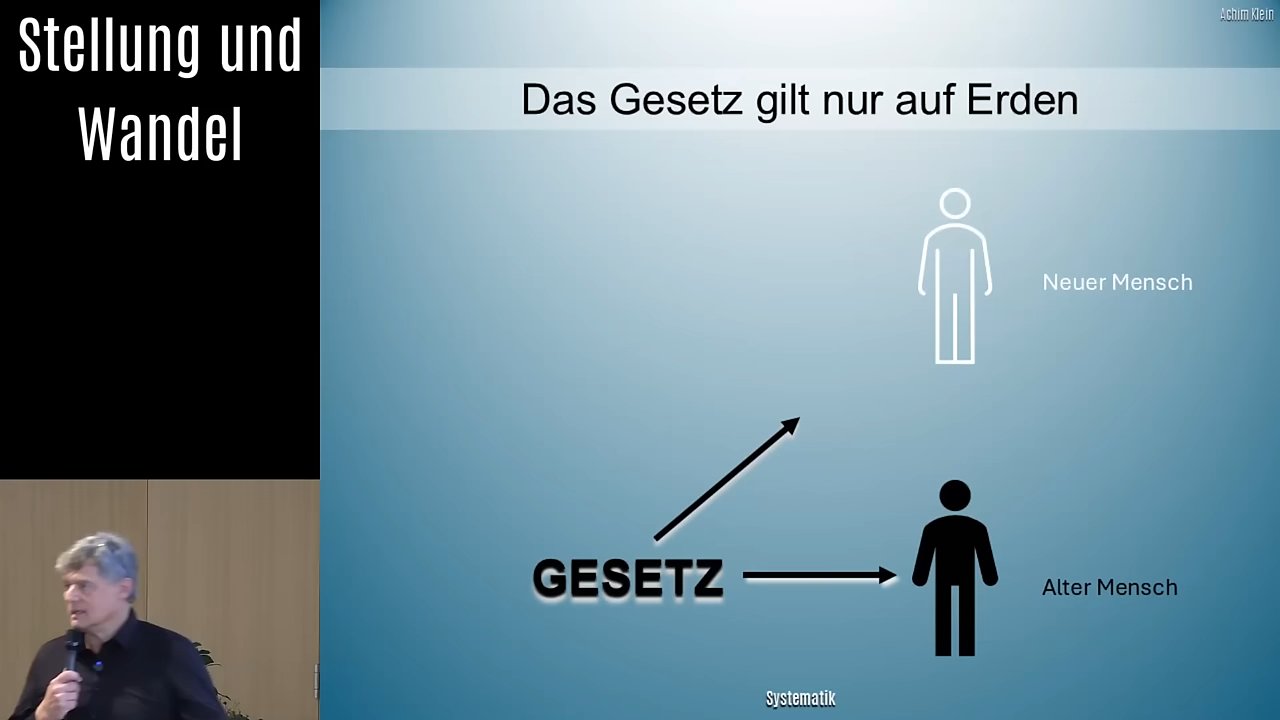 Stellung und
Wandel
Achim Klein
Das Gesetz gilt nur auf Erden
Neuer Mensch
GESETZ
Alter Mensch
Systematik